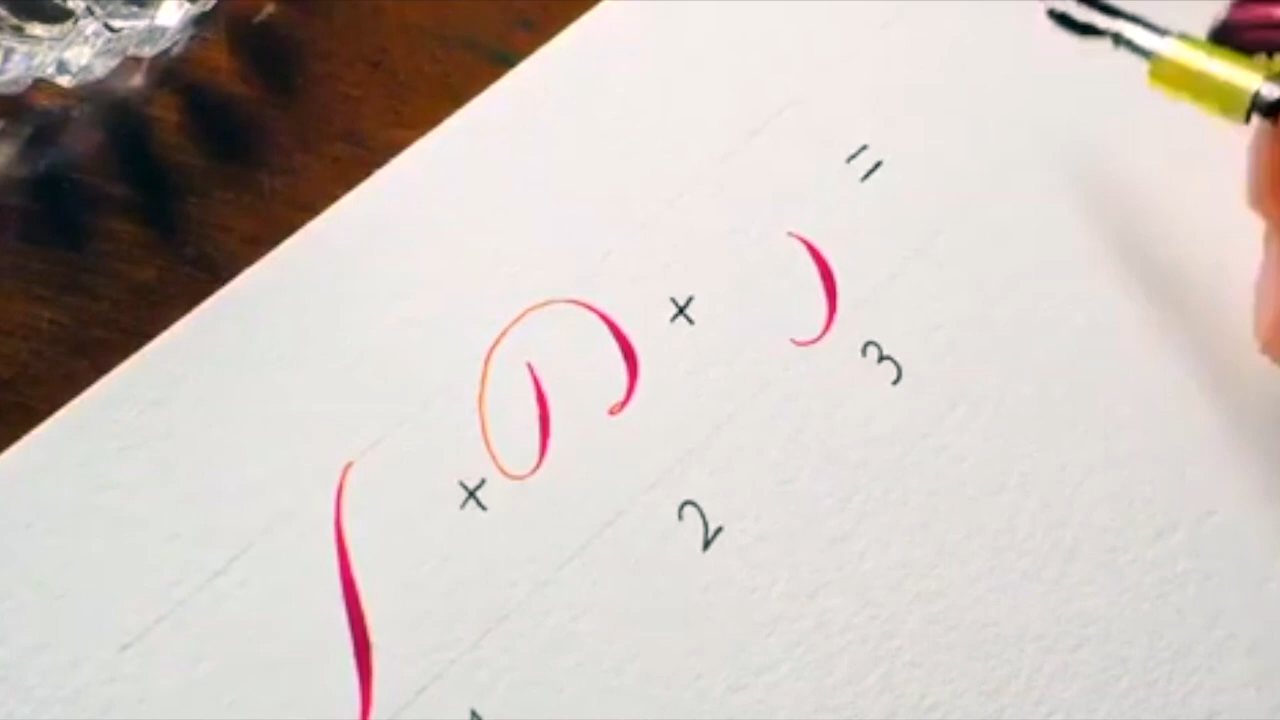 × × =
2 3